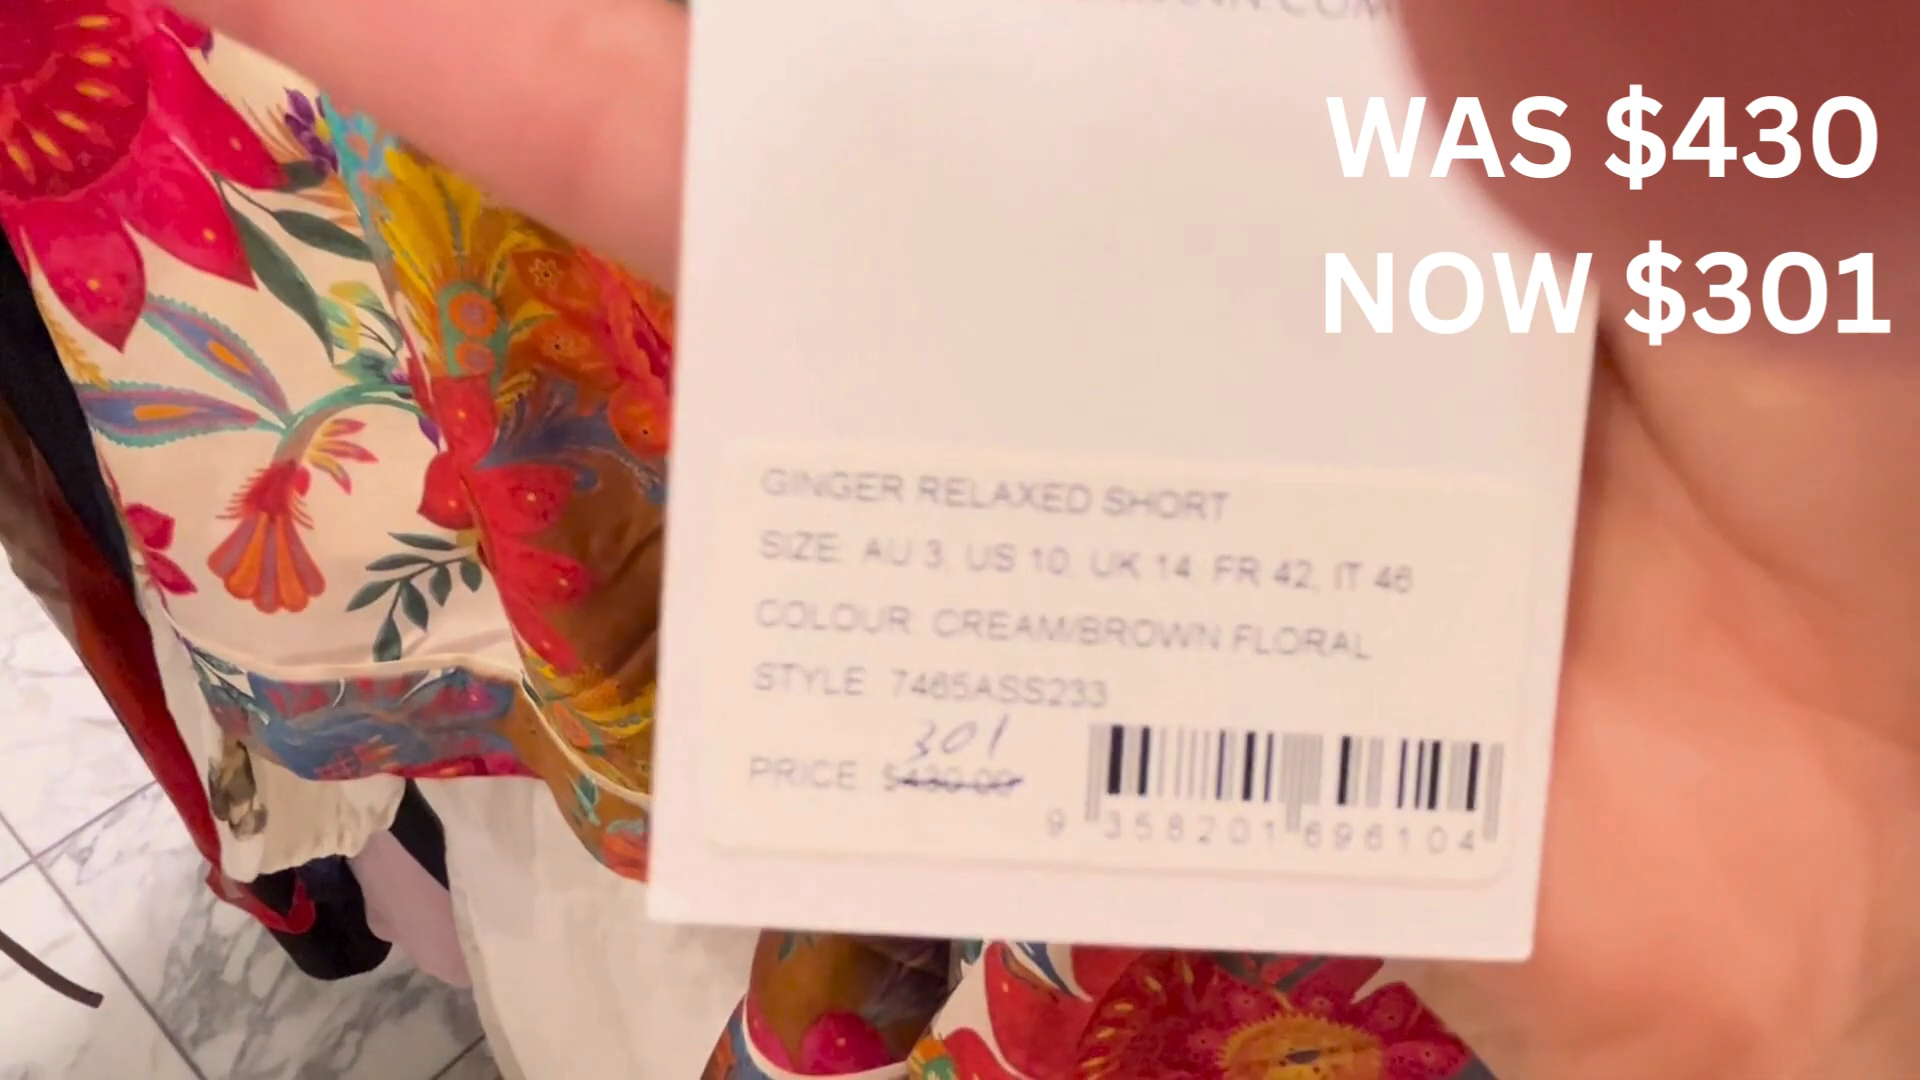 WAS $430
NOW $301
GINGER RELAXED SHORT
SIZE: AU 3, US 10, UK 14, FR 42, IT 46
COLOUR: CREAM/BROWN FLORAL
STYLE: 7465ASS233
301
PRICE: $430.00
9 358201 696104